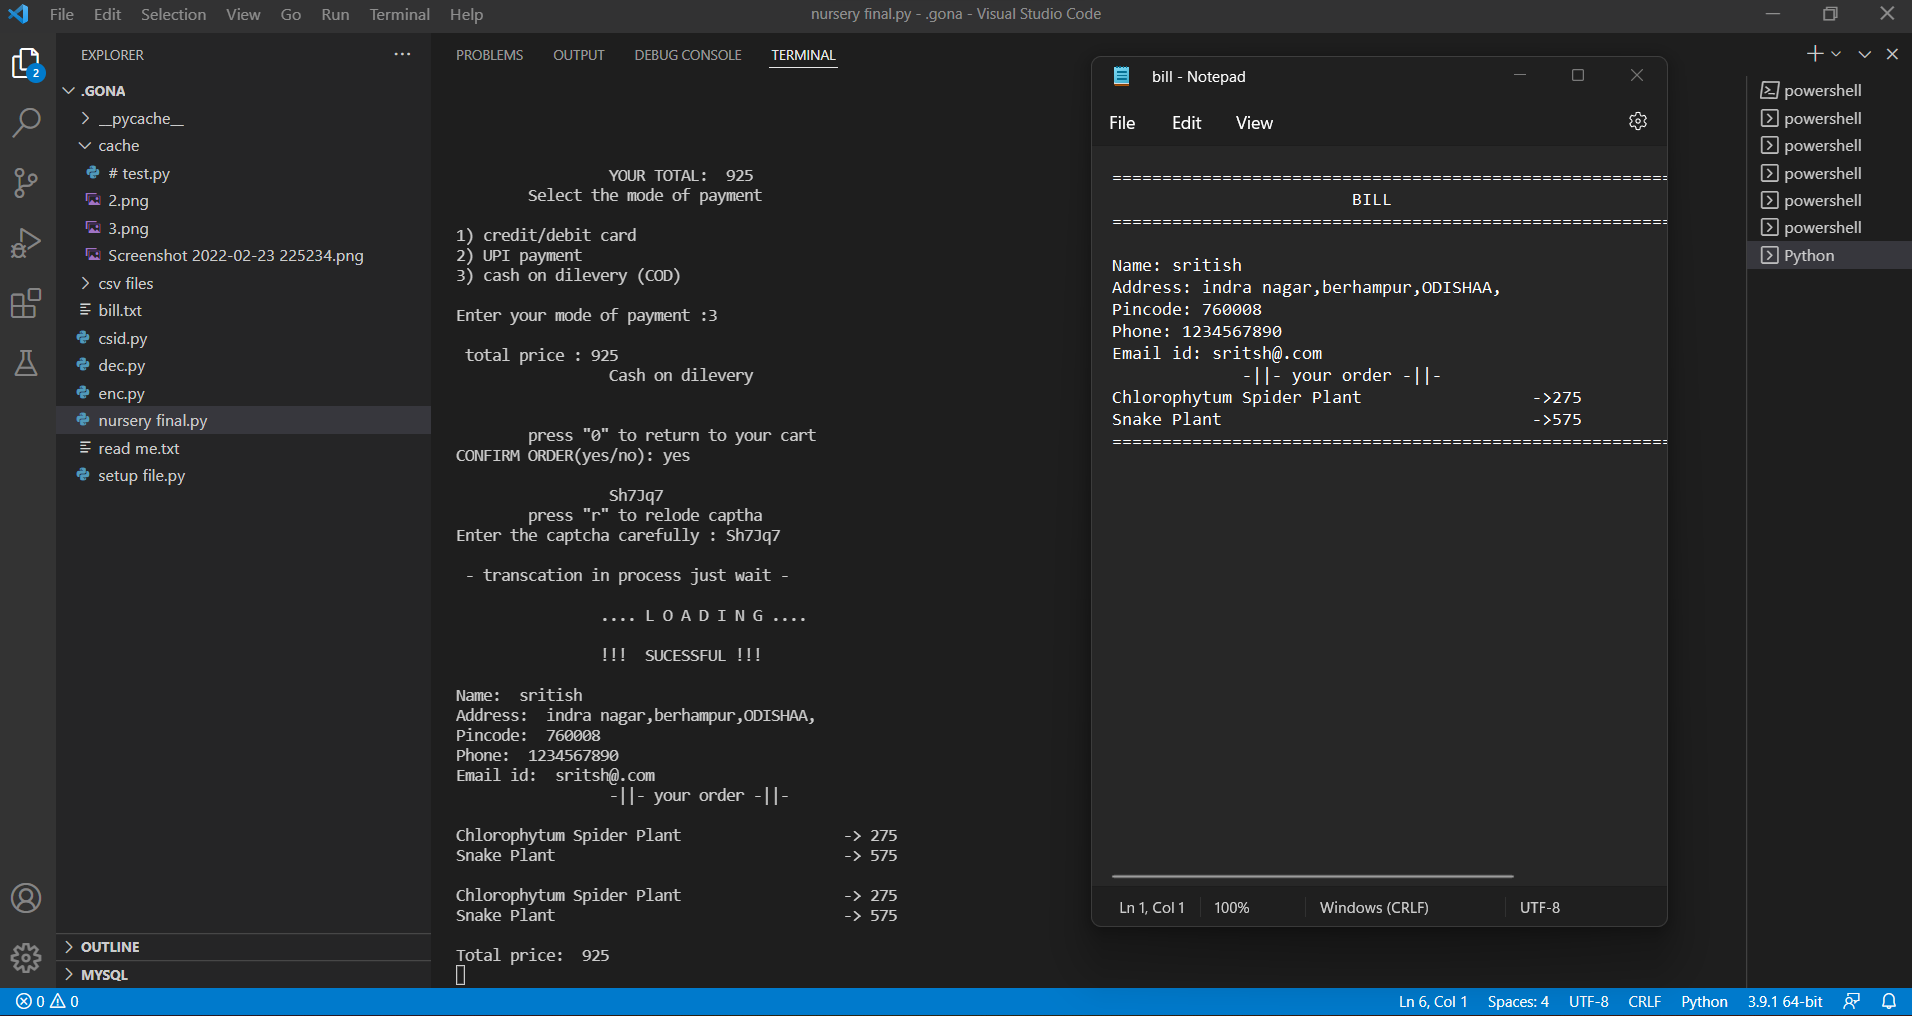 File Edit Selection View Go Run Terminal Help
nursery final.py - .gona - Visual Studio Code
2
EXPLORER
.GONA
__pycache__
cache
# test.py
2.png
3.png
Screenshot 2022-02-23 225234.png
csv files
bill.txt
csid.py
dec.py
enc.py
nursery final.py
read me.txt
setup file.py
OUTLINE
MYSQL
PROBLEMS OUTPUT DEBUG CONSOLE TERMINAL
YOUR TOTAL:  925
Select the mode of payment
1) credit/debit card
2) UPI payment
3) cash on dilevery (COD)
Enter your mode of payment :3
total price : 925
Cash on dilevery
press "0" to return to your cart
CONFIRM ORDER(yes/no): yes
Sh7Jq7
press "r" to relode captha
Enter the captcha carefully : Sh7Jq7
- transcation in process just wait -
.... L O A D I N G ....
!!!  SUCESSFUL !!!
Name:  sritish
Address:  indra nagar,berhampur,ODISHAA,
Pincode:  760008
Phone:  1234567890
Email id:  sritsh@.com
-||- your order -||-
Chlorophytum Spider Plant -> 275
Snake Plant -> 575
Chlorophytum Spider Plant -> 275
Snake Plant -> 575
Total price:  925
bill - Notepad
File Edit View
========================================================
BILL
========================================================
Name: sritish
Address: indra nagar,berhampur,ODISHAA,
Pincode: 760008
Phone: 1234567890
Email id: sritsh@.com
-||- your order -||-
Chlorophytum Spider Plant ->275
Snake Plant ->575
========================================================
Ln 1, Col 1 100% Windows (CRLF) UTF-8
powershell
powershell
powershell
powershell
powershell
powershell
Python
0 0
Ln 6, Col 1 Spaces: 4 UTF-8 CRLF Python 3.9.1 64-bit